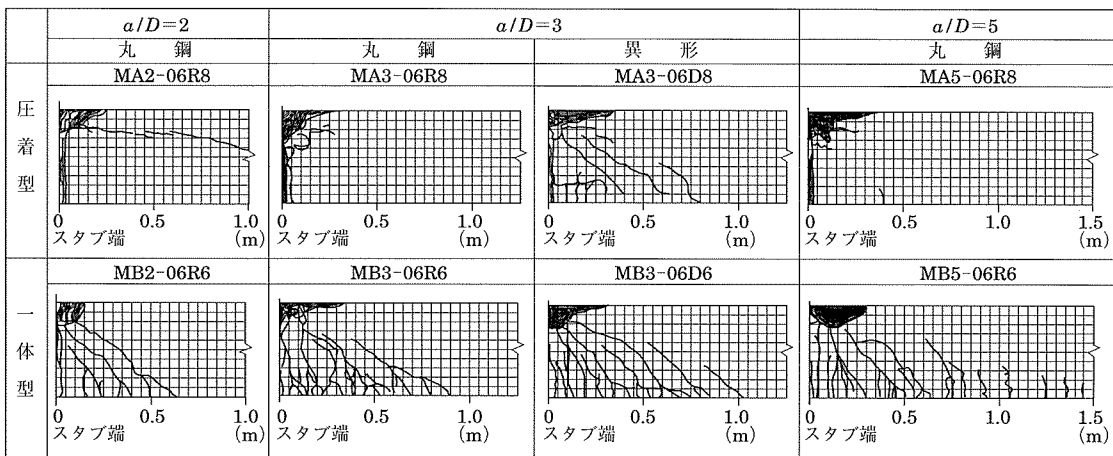 a/D=2 a/D=3 a/D=5
丸 鋼 丸 鋼 異 形 丸 鋼
圧着型
MA2-06R8 MA3-06R8 MA3-06D8 MA5-06R8
0 0.5 1.0 0 0.5 1.0 0 0.5 1.0 0 0.5 1.0 1.5
スタブ端 (m) スタブ端 (m) スタブ端 (m) スタブ端 (m)
一体型
MB2-06R6 MB3-06R6 MB3-06D6 MB5-06R6
0 0.5 1.0 0 0.5 1.0 0 0.5 1.0 0 0.5 1.0 1.5
スタブ端 (m) スタブ端 (m) スタブ端 (m) スタブ端 (m)